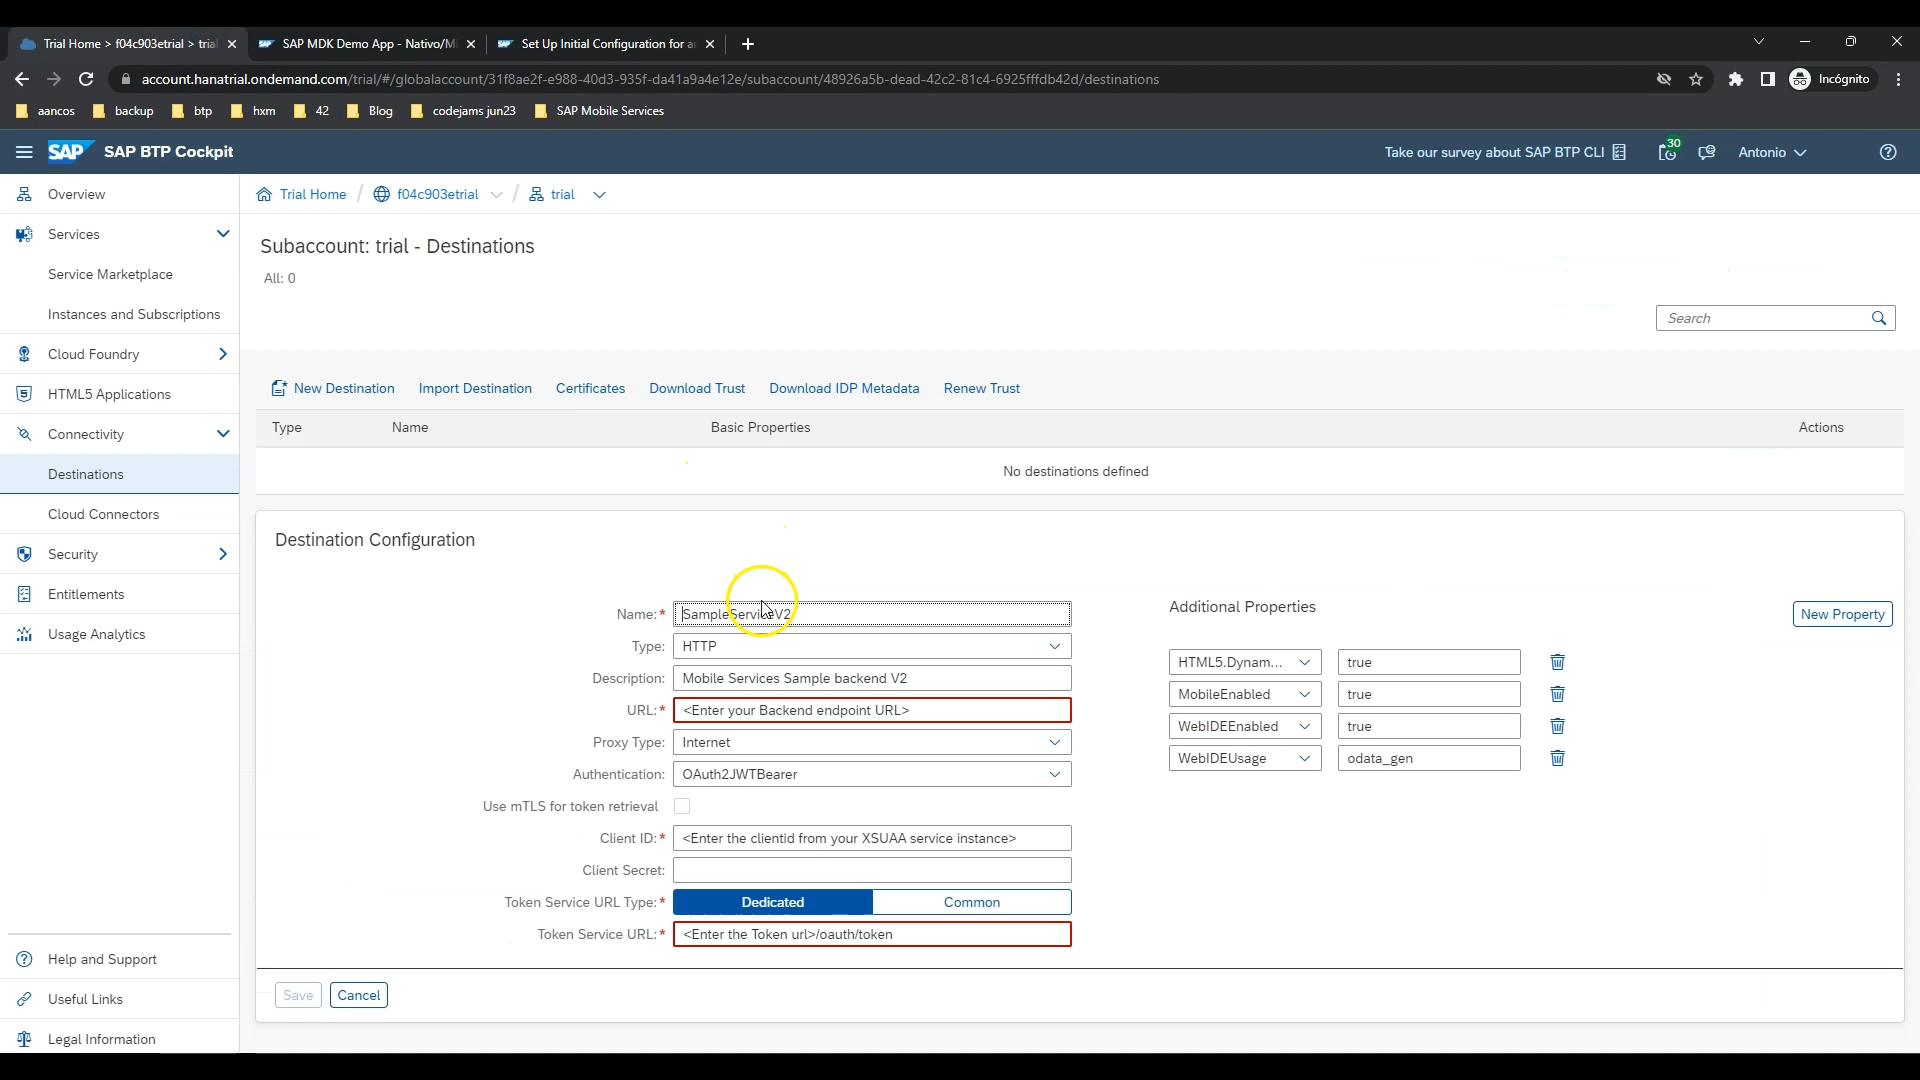 Trial Home > f04c903etrial > tria
SAP MDK Demo App - Nativo/M
Set Up Initial Configuration for a
account.hanatrial.ondemand.com/trial/#/globalaccount/31f8ae2f-e988-40d3-935f-da41a9a4e12e/subaccount/48926a5b-dead-42c2-81c4-6925fffdb42d/destinations
Incógnito
aancos backup btp hxm 42 Blog codejams jun23 SAP Mobile Services
SAP SAP BTP Cockpit
Take our survey about SAP BTP CLI 30 Antonio
Overview
Services
Service Marketplace
Instances and Subscriptions
Cloud Foundry
HTML5 Applications
Connectivity
Destinations
Cloud Connectors
Security
Entitlements
Usage Analytics
Help and Support
Useful Links
Legal Information
Trial Home / f04c903etrial / trial
Subaccount: trial - Destinations
All: 0
Search
New Destination Import Destination Certificates Download Trust Download IDP Metadata Renew Trust
Type Name Basic Properties Actions
No destinations defined
Destination Configuration
Name:* SampleServiceV2
Type: HTTP
Description: Mobile Services Sample backend V2
URL:* <Enter your Backend endpoint URL>
Proxy Type: Internet
Authentication: OAuth2JWTBearer
Use mTLS for token retrieval
Client ID:* <Enter the clientid from your XSUAA service instance>
Client Secret:
Token Service URL Type:* Dedicated Common
Token Service URL:* <Enter the Token url>/oauth/token
Additional Properties
New Property
HTML5.Dynam... true
MobileEnabled true
WebIDEEnabled true
WebIDEUsage odata_gen
Save Cancel